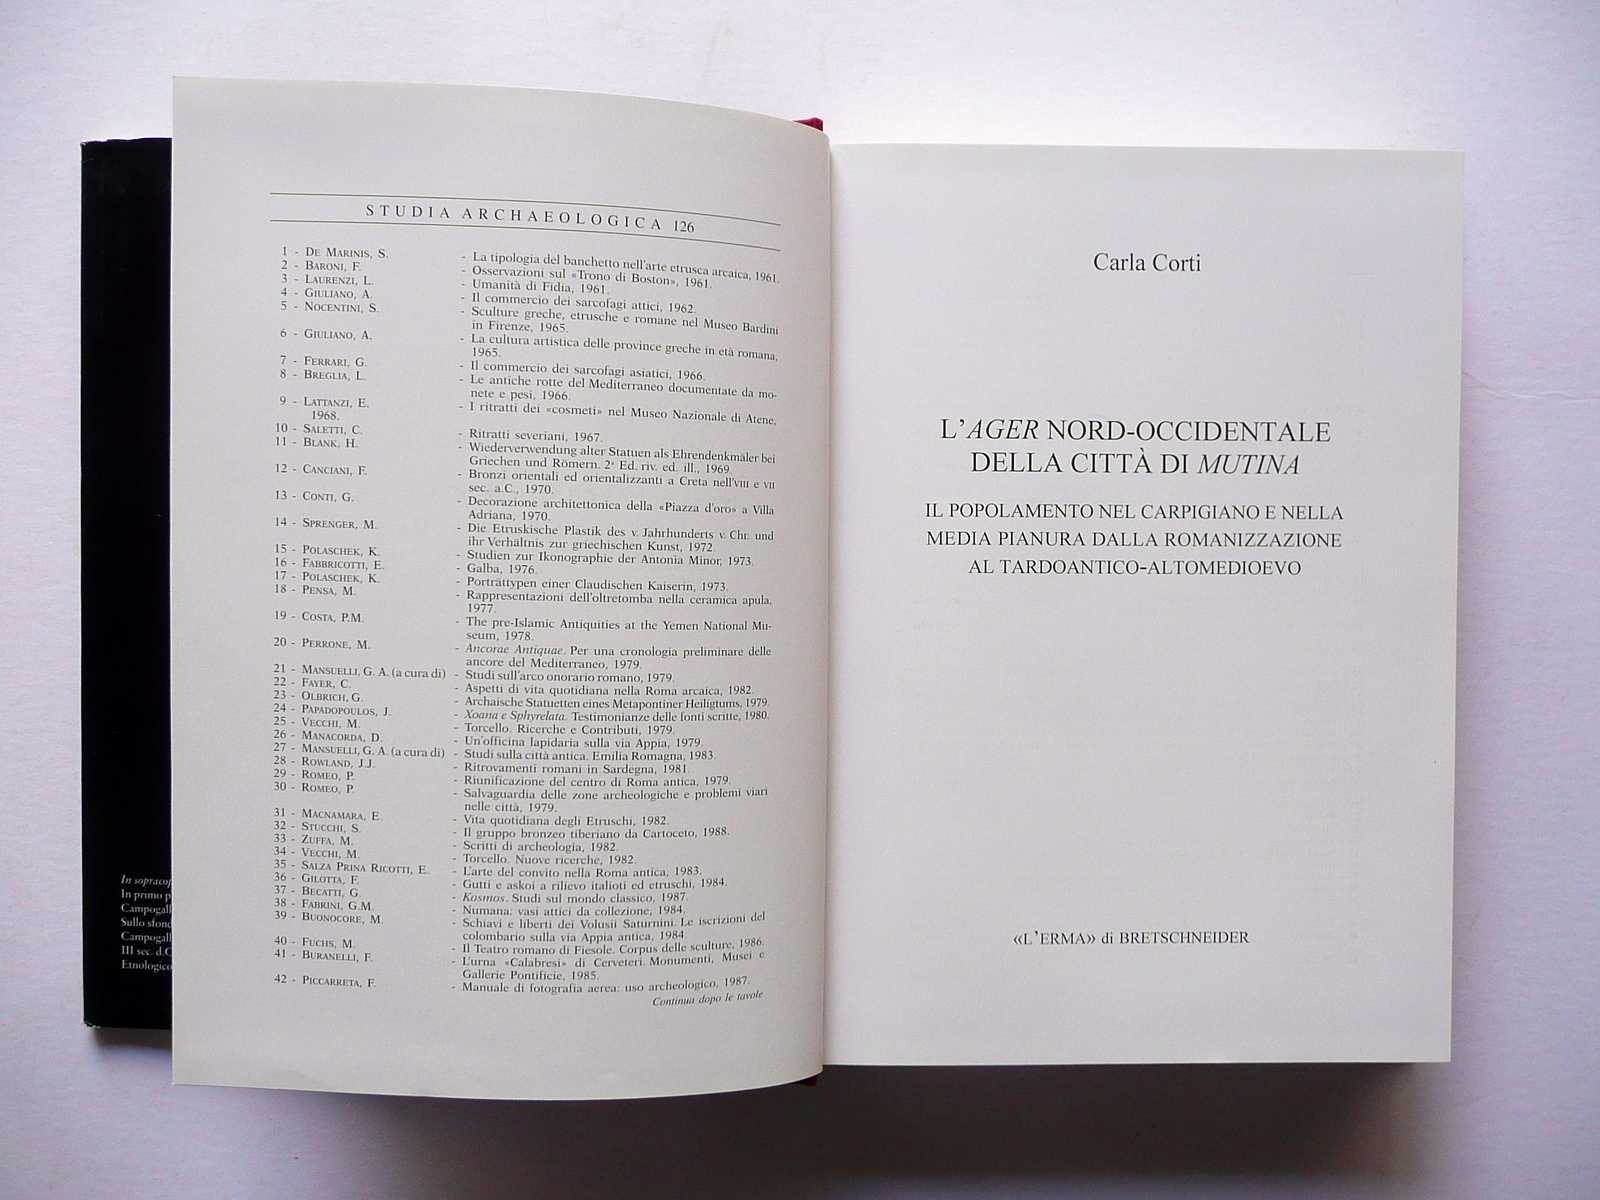 In sopracop
In primo p
Campogall
Sullo sfond
Campogall
III sec. d.C
Etnologico
STUDIA ARCHAEOLOGICA 126
1 - DE MARINIS, S. - La tipologia del banchetto nell'arte etrusca arcaica, 1961.
2 - BARONI, F. - Osservazioni sul «Trono di Boston», 1961.
3 - LAURENZI, L. - Umanità di Fidia, 1961.
4 - GIULIANO, A. - Il commercio dei sarcofagi attici, 1962.
5 - NOCENTINI, S. - Sculture greche, etrusche e romane nel Museo Bardini
in Firenze, 1965.
6 - GIULIANO, A. - La cultura artistica delle province greche in età romana,
1965.
7 - FERRARI, G. - Il commercio dei sarcofagi asiatici, 1966.
8 - BREGLIA, L. - Le antiche rotte del Mediterraneo documentate da mo-
nete e pesi, 1966.
9 - LATTANZI, E. - I ritratti dei «cosmeti» nel Museo Nazionale di Atene,
1968.
10 - SALETTI, C. - Ritratti severiani, 1967.
11 - BLANK, H. - Wiederverwendung alter Statuen als Ehrendenkmäler bei
Griechen und Römern. 2ª Ed. riv. ed. ill., 1969.
12 - CANCIANI, F. - Bronzi orientali ed orientalizzanti a Creta nell'VIII e VII
sec. a.C., 1970.
13 - CONTI, G. - Decorazione architettonica della «Piazza d'oro» a Villa
Adriana, 1970.
14 - SPRENGER, M. - Die Etruskische Plastik des v. Jahrhunderts v. Chr. und
ihr Verhältnis zur griechischen Kunst, 1972.
15 - POLASCHEK, K. - Studien zur Ikonographie der Antonia Minor, 1973.
16 - FABBRICOTTI, E. - Galba, 1976.
17 - POLASCHEK, K. - Porträttypen einer Claudischen Kaiserin, 1973.
18 - PENSA, M. - Rappresentazioni dell'oltretomba nella ceramica apula,
1977.
19 - COSTA, P.M. - The pre-Islamic Antiquities at the Yemen National Mu-
seum, 1978.
20 - PERRONE, M. - Ancorae Antiquae. Per una cronologia preliminare delle
ancore del Mediterraneo, 1979.
21 - MANSUELLI, G. A. (a cura di) - Studi sull'arco onorario romano, 1979.
22 - FAYER, C. - Aspetti di vita quotidiana nella Roma arcaica, 1982.
23 - OLBRICH, G. - Archaische Statuetten eines Metapontiner Heiligtums, 1979.
24 - PAPADOPOULOS, J. - Xoana e Sphyrelata. Testimonianze delle fonti scritte, 1980.
25 - VECCHI, M. - Torcello. Ricerche e Contributi, 1979.
26 - MANACORDA, D. - Un'officina lapidaria sulla via Appia, 1979.
27 - MANSUELLI, G. A. (a cura di) - Studi sulla città antica. Emilia Romagna, 1983.
28 - ROWLAND, J.J. - Ritrovamenti romani in Sardegna, 1981.
29 - ROMEO, P. - Riunificazione del centro di Roma antica, 1979.
30 - ROMEO, P. - Salvaguardia delle zone archeologiche e problemi viari
nelle città, 1979.
31 - MACNAMARA, E. - Vita quotidiana degli Etruschi, 1982.
32 - STUCCHI, S. - Il gruppo bronzeo tiberiano da Cartoceto, 1988.
33 - ZUFFA, M. - Scritti di archeologia, 1982.
34 - VECCHI, M. - Torcello. Nuove ricerche, 1982.
35 - SALZA PRINA RICOTTI, E. - L'arte del convito nella Roma antica, 1983.
36 - GILOTTA, F. - Gutti e askoi a rilievo italioti ed etruschi, 1984.
37 - BECATTI, G. - Kosmos. Studi sul mondo classico, 1987.
38 - FABRINI, G.M. - Numana: vasi attici da collezione, 1984.
39 - BUONOCORE, M. - Schiavi e liberti dei Volusii Saturnini. Le iscrizioni del
colombario sulla via Appia antica, 1984.
40 - FUCHS, M. - Il Teatro romano di Fiesole. Corpus delle sculture, 1986.
41 - BURANELLI, F. - L'urna «Calabresi» di Cerveteri. Monumenti, Musei e
Gallerie Pontificie, 1985.
42 - PICCARRETA, F. - Manuale di fotografia aerea: uso archeologico, 1987.
Continua dopo le tavole
Carla Corti
L'AGER NORD-OCCIDENTALE
DELLA CITTÀ DI MUTINA
IL POPOLAMENTO NEL CARPIGIANO E NELLA
MEDIA PIANURA DALLA ROMANIZZAZIONE
AL TARDOANTICO-ALTOMEDIOEVO
«L'ERMA» di BRETSCHNEIDER